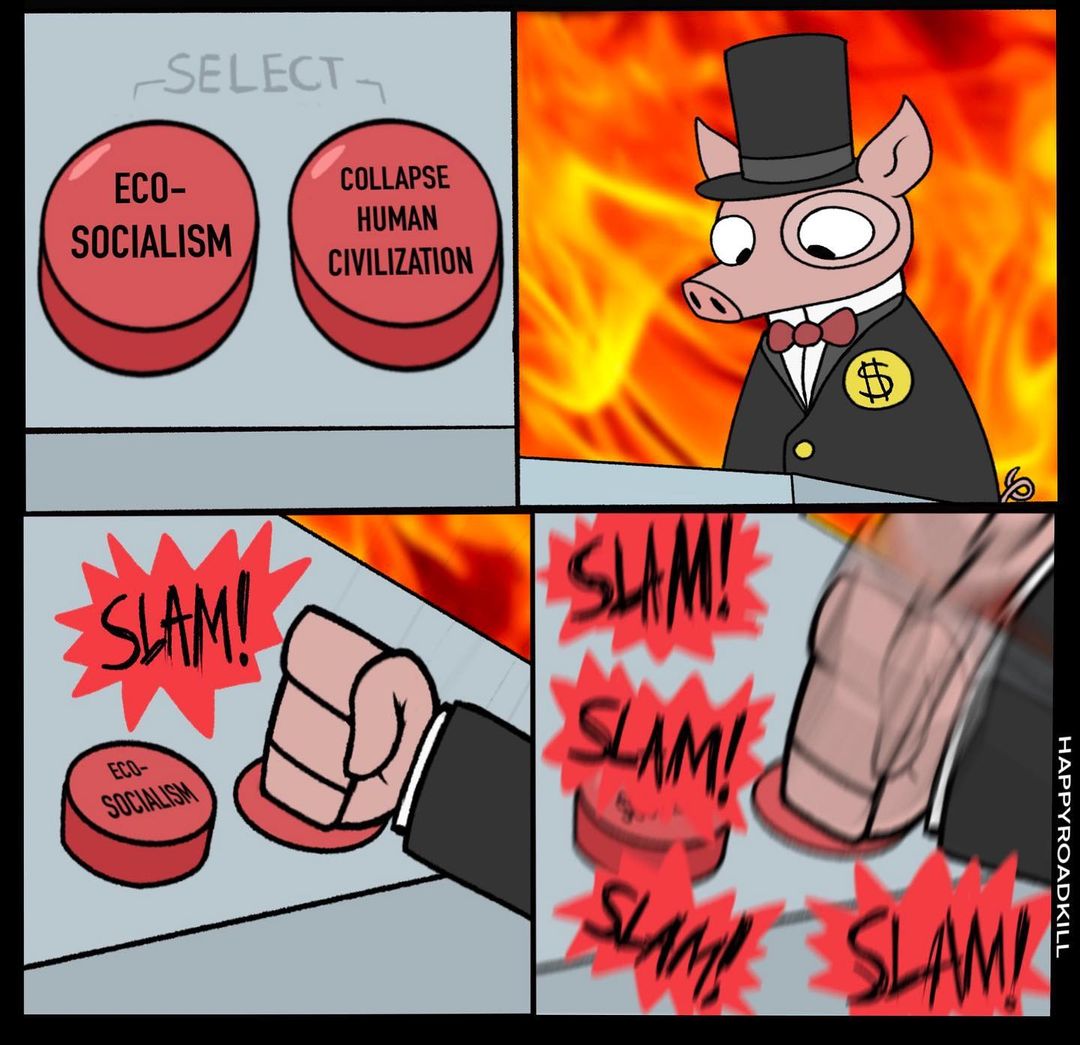 SELECT
ECO-
SOCIALISM
COLLAPSE
HUMAN
CIVILIZATION
$
SLAM!
ECO-
SOCIALISM
SLAM!
SLAM!
SLAM!
SLAM!
HAPPYROADKILL